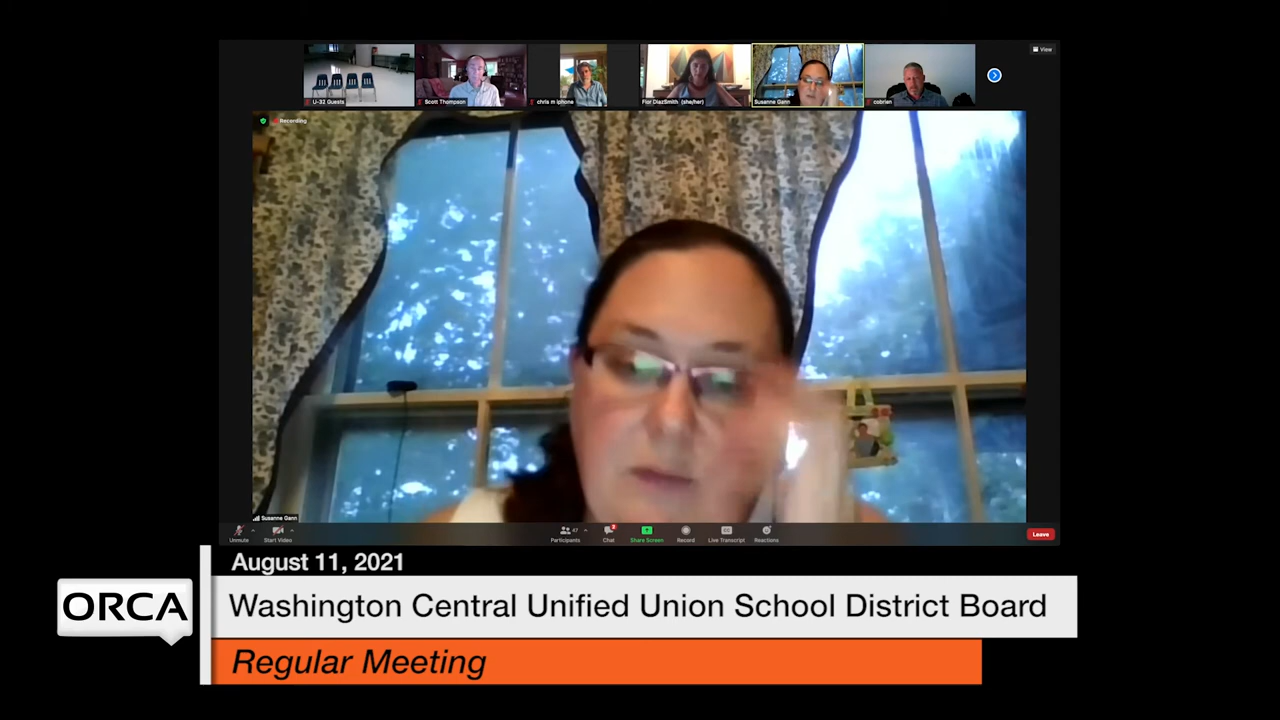 View
U-32 Guests
Scott Thompson
chris m iphone
Fior DiazSmith (she/her)
Susanne Gann
cobrien
Recording
Susanne Gann
Unmute
Start Video
Participants
47
Chat
Share Screen
Record
Live Transcript
Reactions
Leave
August 11, 2021
ORCA
Washington Central Unified Union School District Board
Regular Meeting